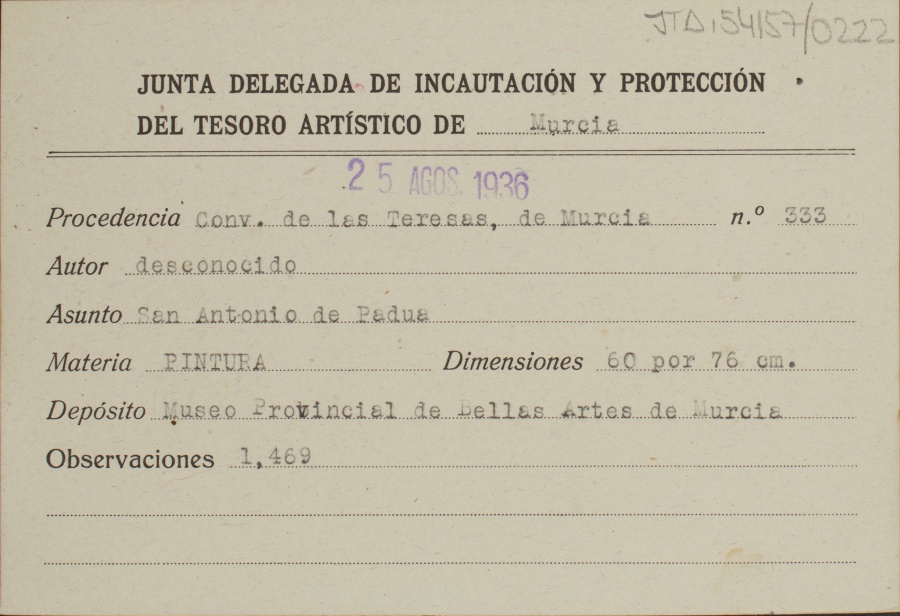 JTD, 54157/0222
JUNTA DELEGADA DE INCAUTACIÓN Y PROTECCIÓN
DEL TESORO ARTÍSTICO DE Murcia
25 AGOS. 1936
Procedencia Conv. de las Teresas, de Murcia n.º 333
Autor desconocido
Asunto San Antonio de Padua
Materia PINTURA Dimensiones 60 por 76 cm.
Depósito Museo Provincial de Bellas Artes de Murcia
Observaciones 1,469